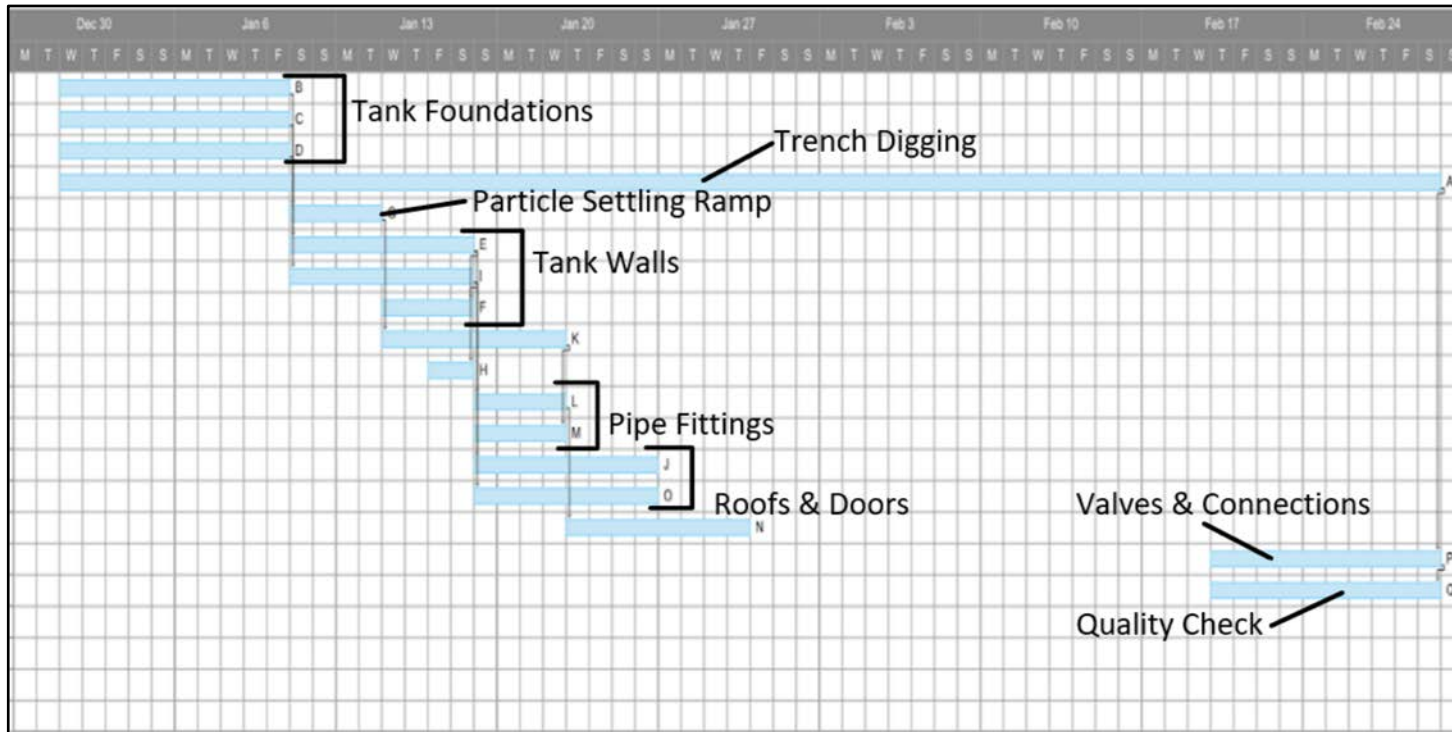 Dec 30 Jan 6 Jan 13 Jan 20 Jan 27 Feb 3 Feb 10 Feb 17 Feb 24
M T W T F S S M T W T F S S M T W T F S S M T W T F S S M T W T F S S M T W T F S S M T W T F S S M T W T F S S M T W T F S S
B
Tank Foundations
C
D
Trench Digging
A
Particle Settling Ramp
E
Tank Walls
I
F
K
H
L
Pipe Fittings
M
J
O
Roofs & Doors
Valves & Connections
N
P
Q
Quality Check